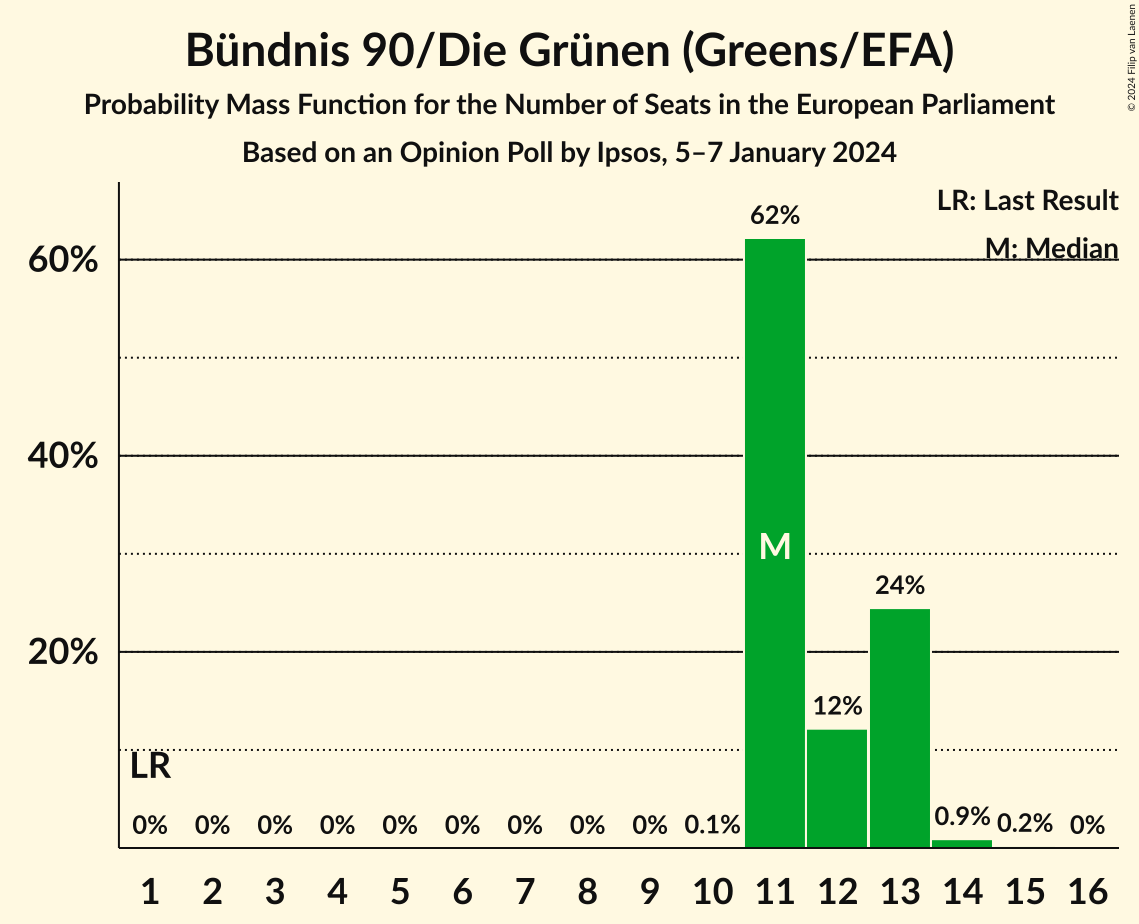 Bündnis 90/Die Grünen (Greens/EFA)
Probability Mass Function for the Number of Seats in the European Parliament
Based on an Opinion Poll by Ipsos, 5–7 January 2024
© 2024 Filip van Laenen
LR: Last Result
M: Median
60%
40%
20%
62%
M
24%
12%
LR
0% 0% 0% 0% 0% 0% 0% 0% 0% 0.1% 0.9% 0.2% 0%
1 2 3 4 5 6 7 8 9 10 11 12 13 14 15 16